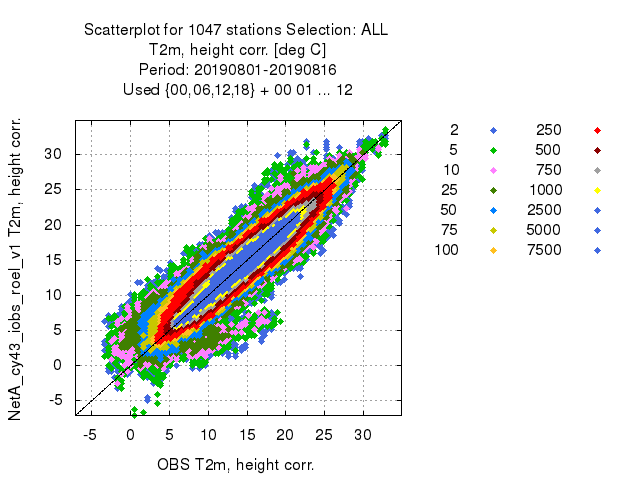 Scatterplot for 1047 stations Selection: ALL
T2m, height corr. [deg C]
Period: 20190801-20190816
Used {00,06,12,18} + 00 01 ... 12
NetA_cy43_iobs_roel_v1 T2m, height corr.
30
25
20
15
10
5
0
-5
-5 0 5 10 15 20 25 30
OBS T2m, height corr.
2 250
5 500
10 750
25 1000
50 2500
75 5000
100 7500